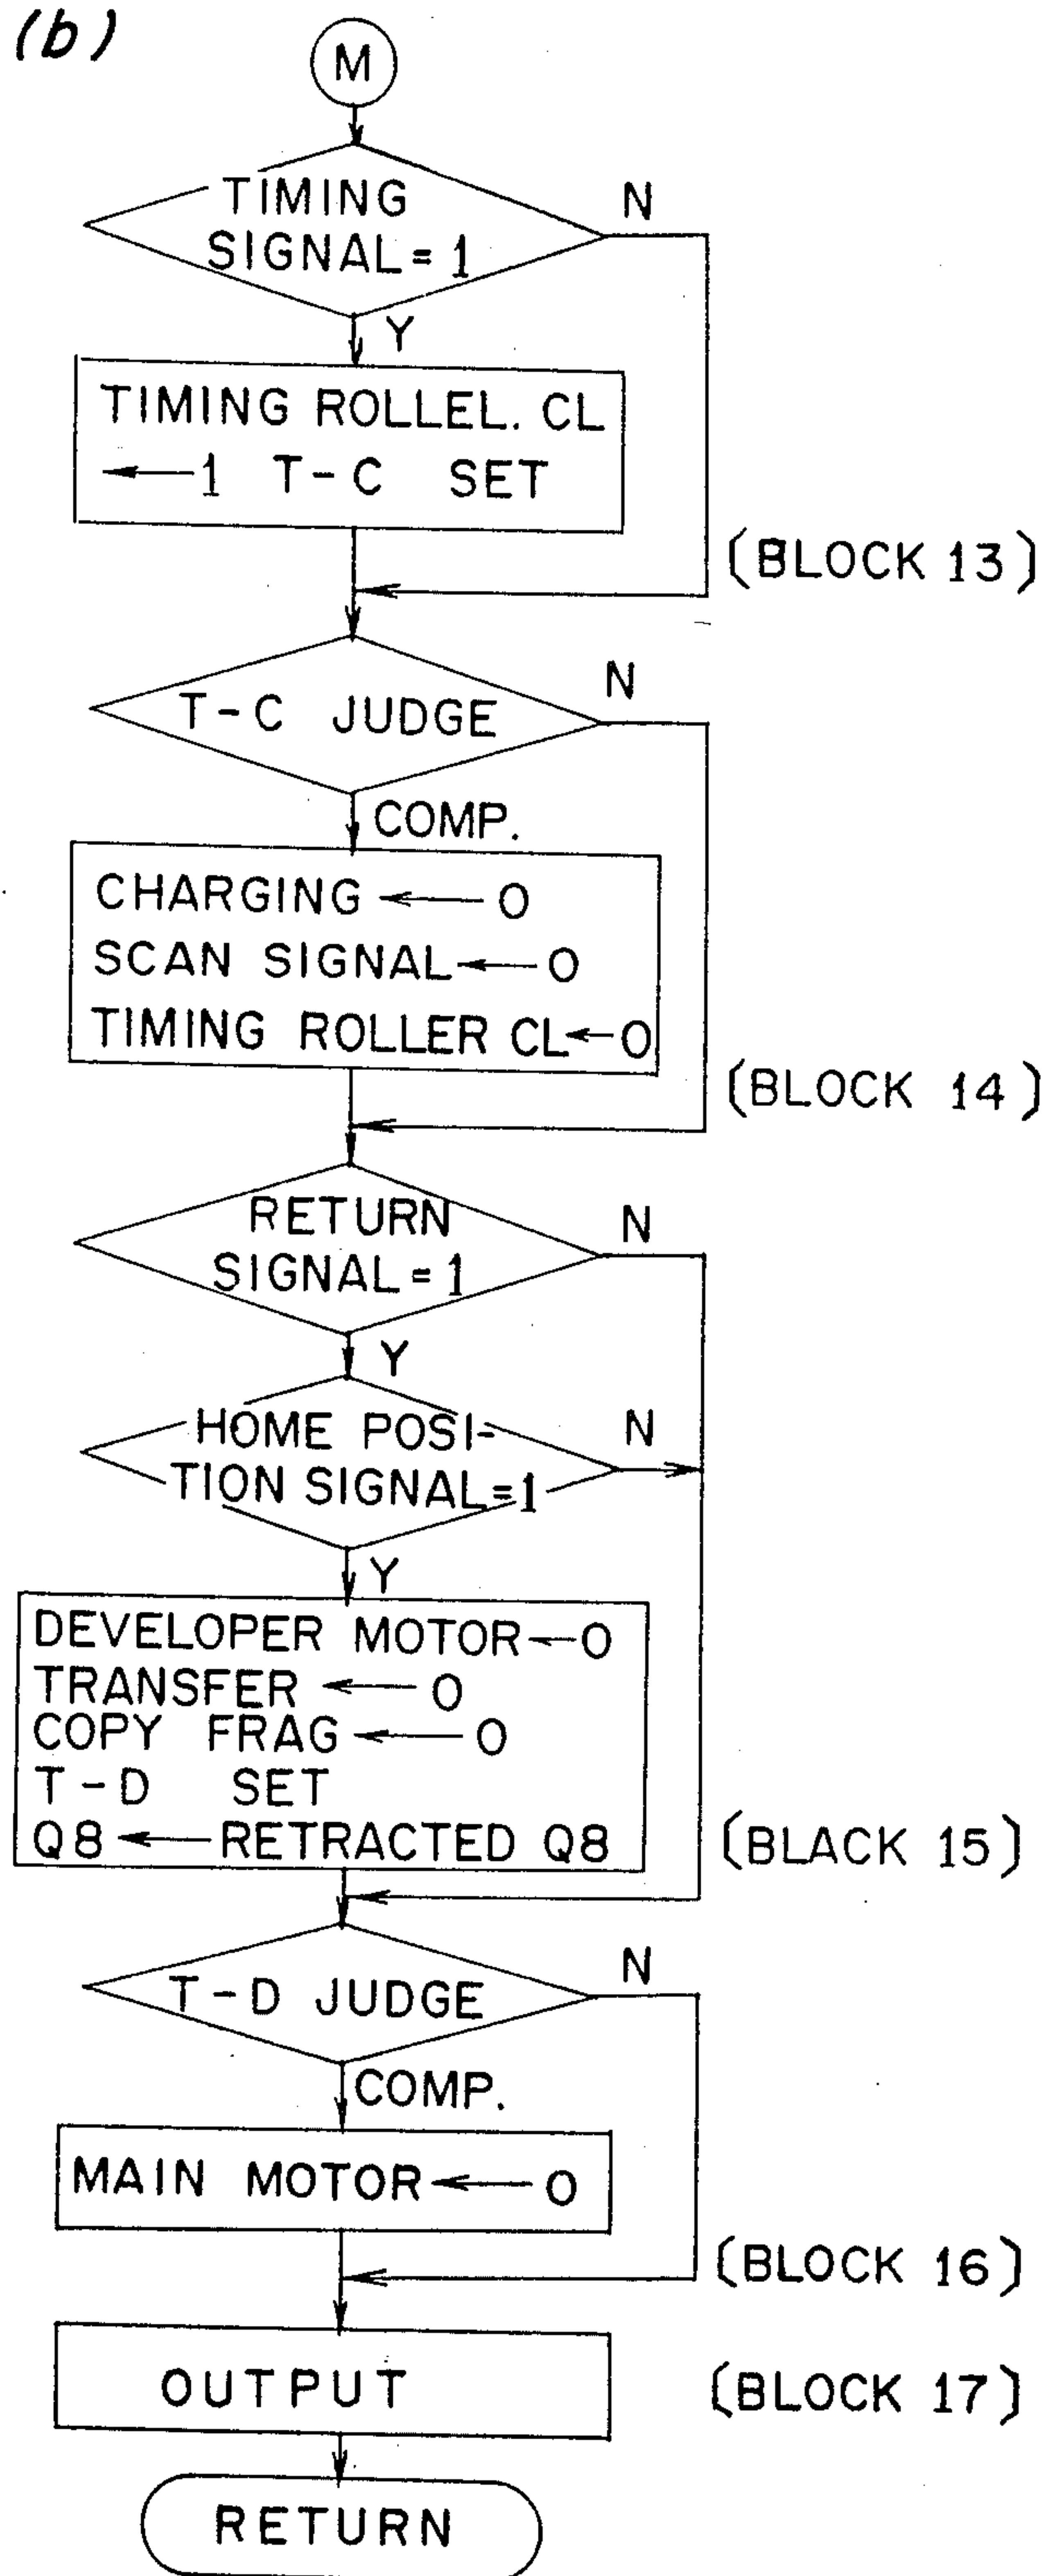 (b)
M
TIMING
SIGNAL = 1
N
Y
TIMING ROLLEL. CL
←1 T-C SET
(BLOCK 13)
T-C JUDGE
N
COMP.
CHARGING ← 0
SCAN SIGNAL ← 0
TIMING ROLLER CL ← 0
(BLOCK 14)
RETURN
SIGNAL = 1
N
Y
HOME POSI-
TION SIGNAL = 1
N
Y
DEVELOPER MOTOR ← 0
TRANSFER ← 0
COPY FRAG ← 0
T-D SET
Q8 ← RETRACTED Q8
(BLACK 15)
T-D JUDGE
N
COMP.
MAIN MOTOR ← 0
(BLOCK 16)
OUTPUT
(BLOCK 17)
RETURN